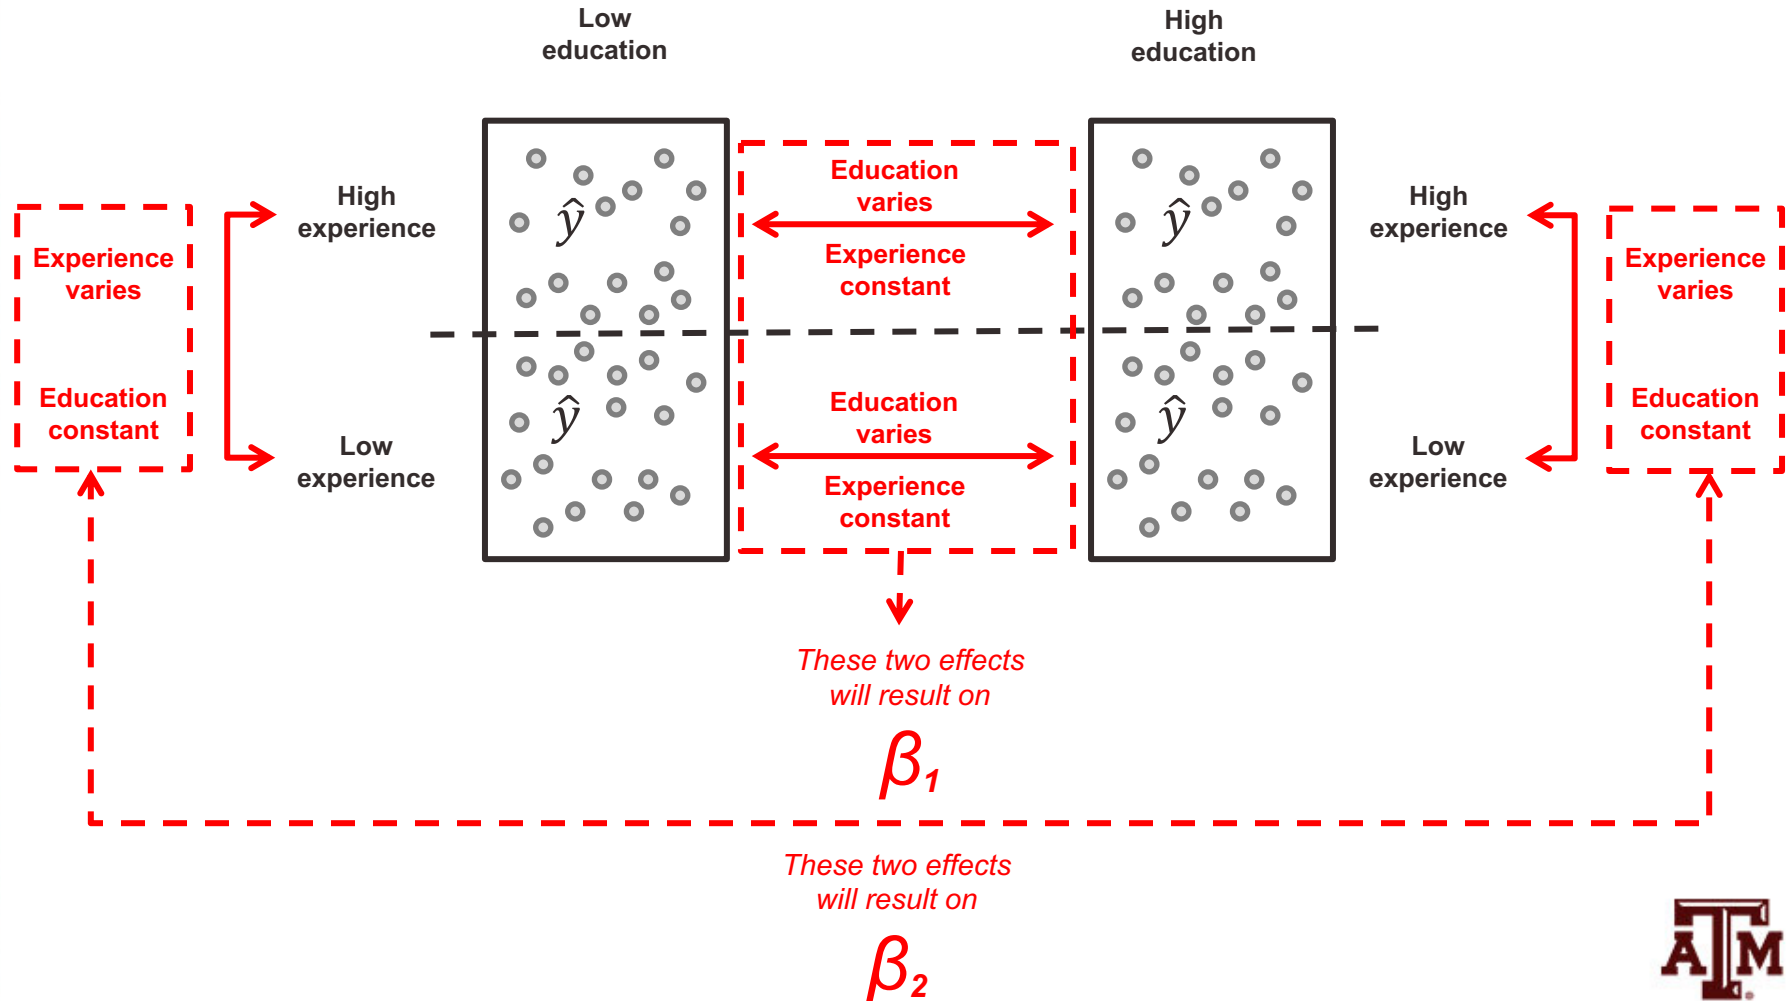 Low
education
High
education
Education
varies
Experience
constant
High
experience
High
experience
Experience
varies
Education
constant
Experience
varies
Education
constant
ŷ
ŷ
ŷ
ŷ
Education
varies
Experience
constant
Low
experience
Low
experience
These two effects
will result on
β1
These two effects
will result on
β2
ATM